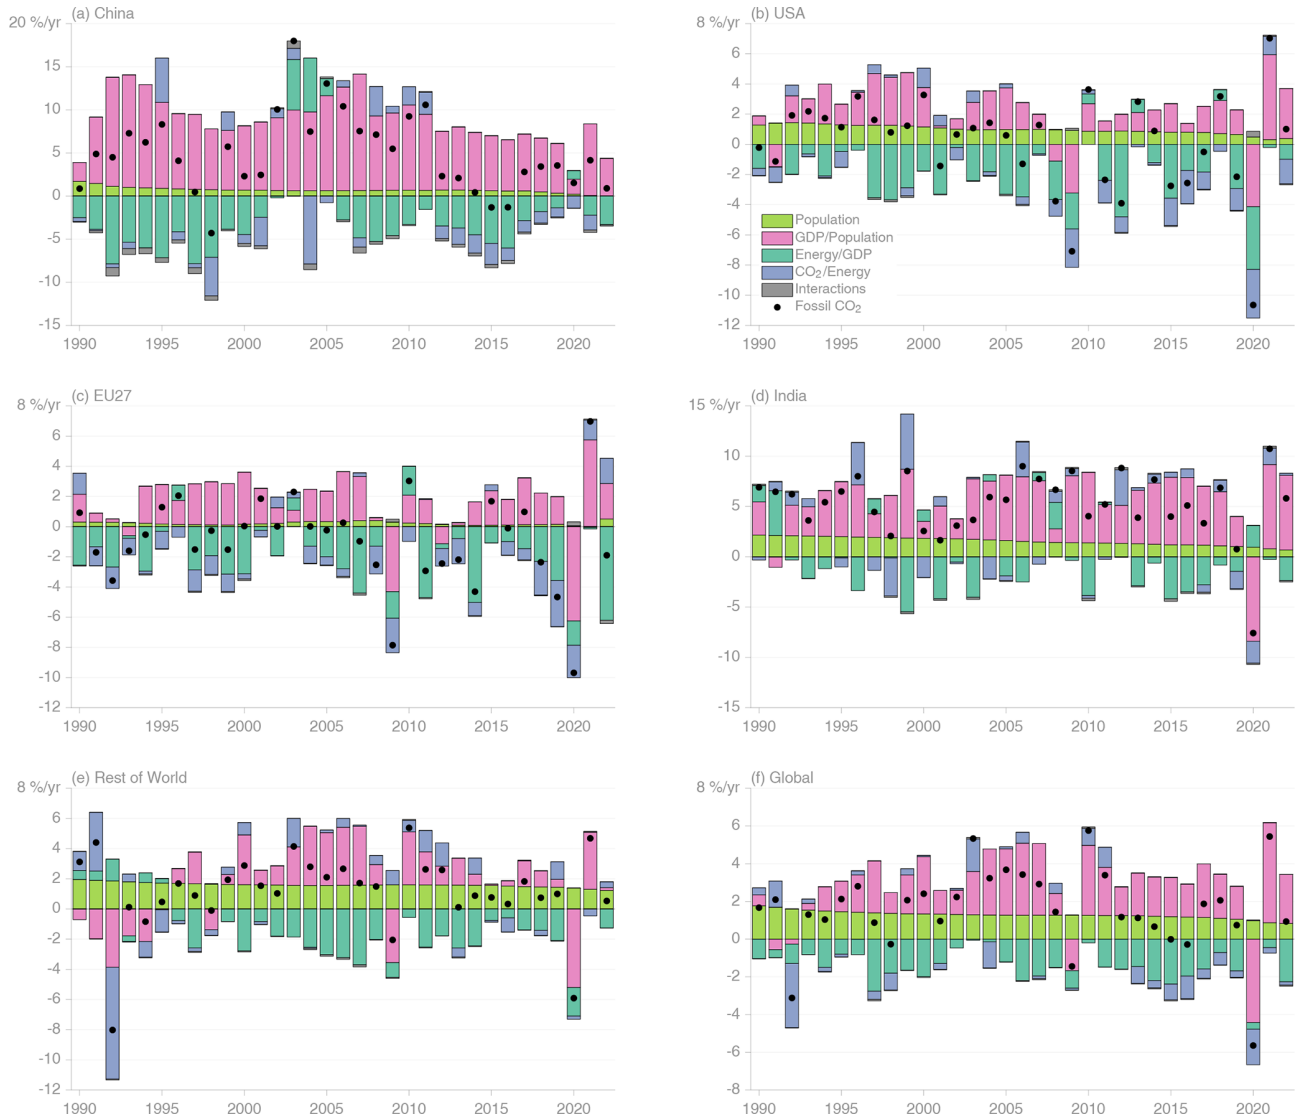 (a) China
20 %/yr
15
10
5
0
-5
-10
-15
1990 1995 2000 2005 2010 2015 2020
(b) USA
8 %/yr
6
4
2
0
-2
-4
-6
-8
-10
-12
Population
GDP/Population
Energy/GDP
CO₂/Energy
Interactions
Fossil CO₂
1990 1995 2000 2005 2010 2015 2020
(c) EU27
8 %/yr
6
4
2
0
-2
-4
-6
-8
-10
-12
1990 1995 2000 2005 2010 2015 2020
(d) India
15 %/yr
10
5
0
-5
-10
-15
1990 1995 2000 2005 2010 2015 2020
(e) Rest of World
8 %/yr
6
4
2
0
-2
-4
-6
-8
-10
-12
1990 1995 2000 2005 2010 2015 2020
(f) Global
8 %/yr
6
4
2
0
-2
-4
-6
-8
1990 1995 2000 2005 2010 2015 2020